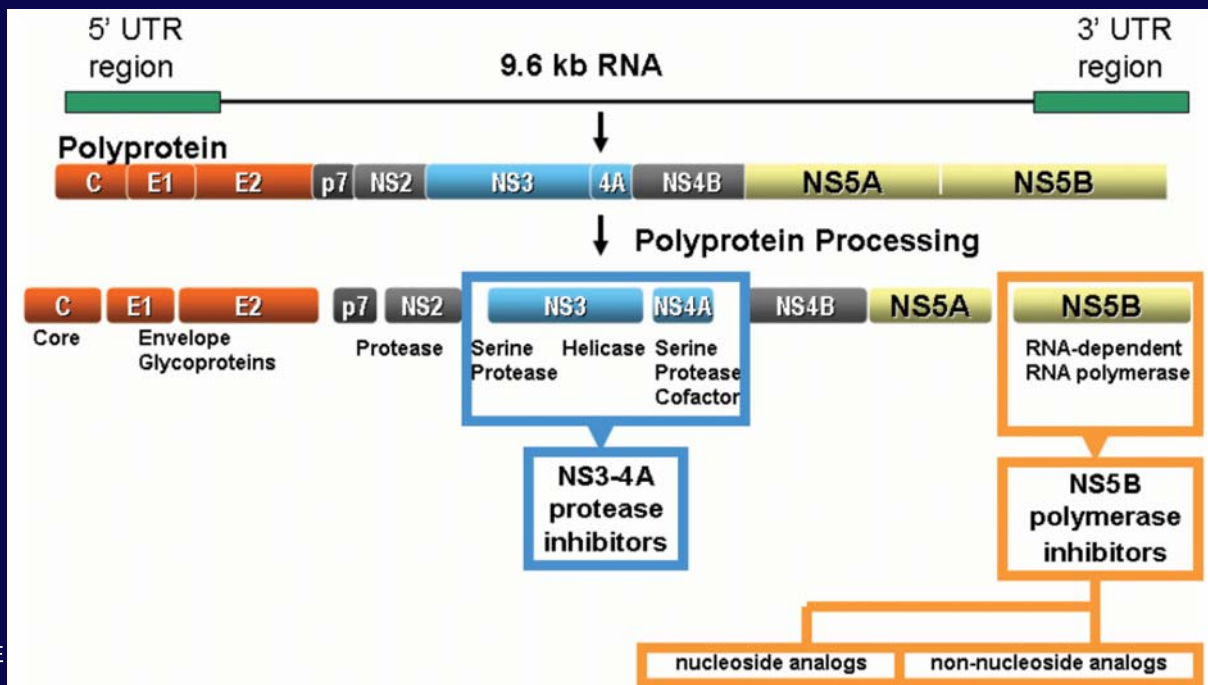 5' UTR
region
9.6 kb RNA
3' UTR
region
Polyprotein
C E1 E2 p7 NS2 NS3 4A NS4B NS5A NS5B
Polyprotein Processing
C E1 E2 p7 NS2 NS3 NS4A NS4B NS5A NS5B
Core
Envelope
Glycoproteins
Protease
Serine
Protease
Helicase
Serine
Protease
Cofactor
RNA-dependent
RNA polymerase
NS3-4A
protease
inhibitors
NS5B
polymerase
inhibitors
nucleoside analogs
non-nucleoside analogs